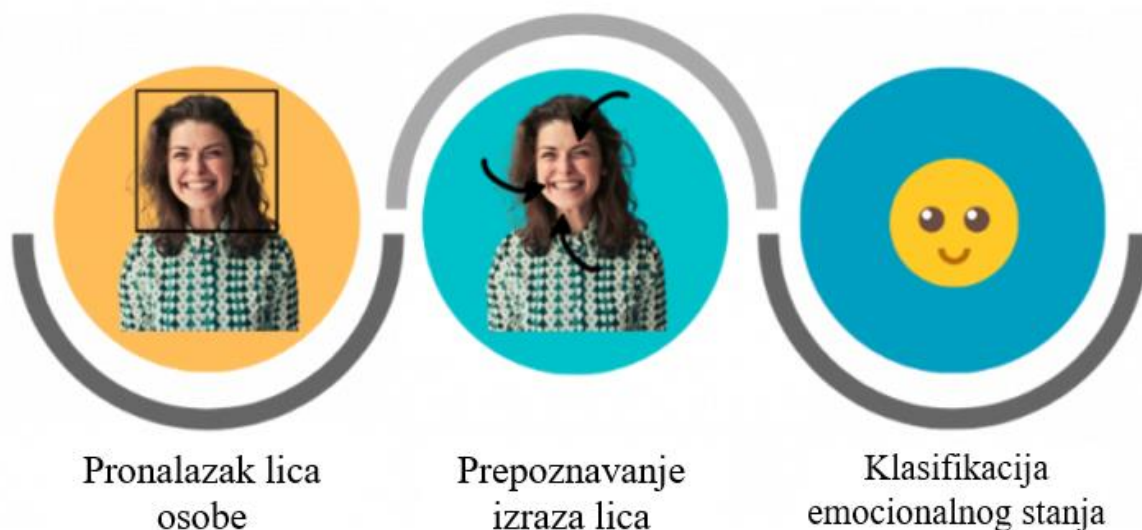 Pronalazak lica
osobe
Prepoznavanje
izraza lica
Klasifikacija
emocionalnog stanja